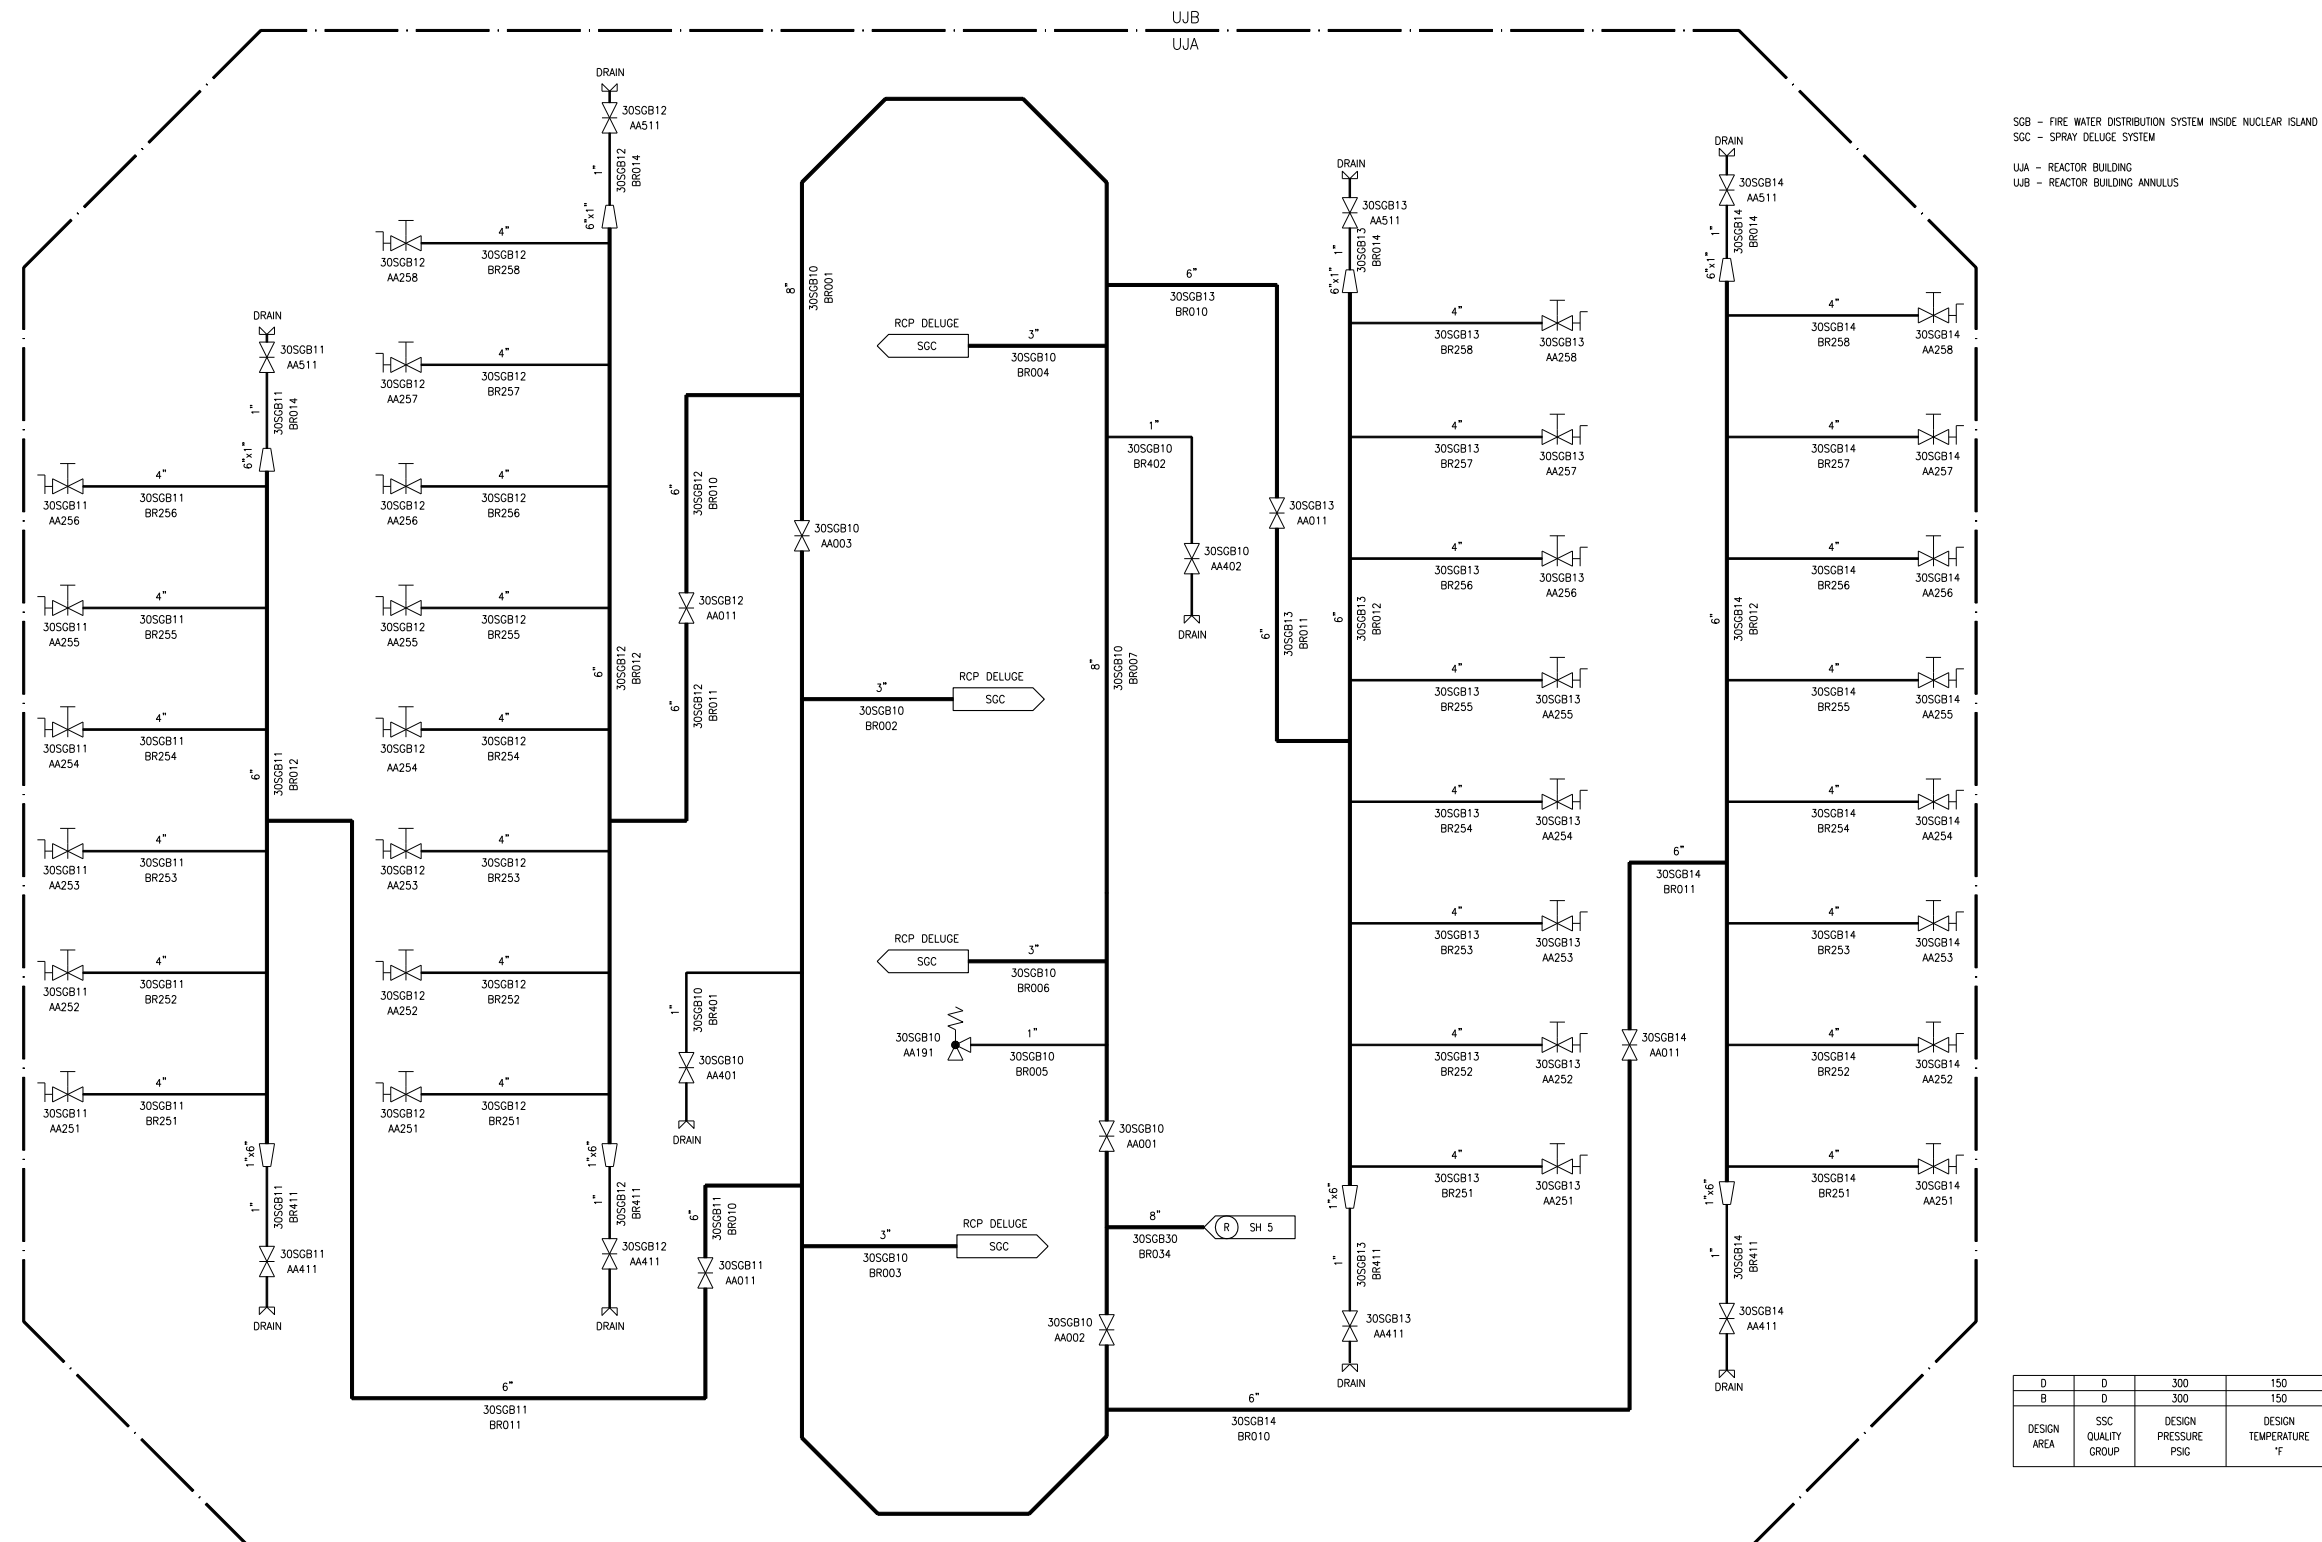 UJB
UJA
SGB - FIRE WATER DISTRIBUTION SYSTEM INSIDE NUCLEAR ISLAND
SGC - SPRAY DELUGE SYSTEM
UJA - REACTOR BUILDING
UJB - REACTOR BUILDING ANNULUS
DRAIN
30SGB11
AA511
1"
30SGB11
BR014
6"x1"
4"
30SGB11
BR256
30SGB11
AA256
4"
30SGB11
BR255
30SGB11
AA255
4"
30SGB11
BR254
30SGB11
AA254
6"
30SGB11
BR012
4"
30SGB11
BR253
30SGB11
AA253
4"
30SGB11
BR252
30SGB11
AA252
4"
30SGB11
BR251
30SGB11
AA251
1"x6"
1"
30SGB11
BR411
30SGB11
AA411
DRAIN
DRAIN
30SGB12
AA511
1"
30SGB12
BR014
6"x1"
4"
30SGB12
BR258
30SGB12
AA258
4"
30SGB12
BR257
30SGB12
AA257
4"
30SGB12
BR256
30SGB12
AA256
4"
30SGB12
BR255
30SGB12
AA255
6"
30SGB12
BR012
4"
30SGB12
BR254
30SGB12
AA254
4"
30SGB12
BR253
30SGB12
AA253
4"
30SGB12
BR252
30SGB12
AA252
4"
30SGB12
BR251
30SGB12
AA251
1"x6"
1"
30SGB12
BR411
30SGB12
AA411
DRAIN
6"
30SGB12
BR010
30SGB12
AA011
6"
30SGB12
BR011
1"
30SGB10
BR401
30SGB10
AA401
DRAIN
6"
30SGB11
BR010
30SGB11
AA011
6"
30SGB11
BR011
8"
30SGB10
BR001
30SGB10
AA003
RCP DELUGE
SGC
3"
30SGB10
BR004
RCP DELUGE
SGC
3"
30SGB10
BR002
RCP DELUGE
SGC
3"
30SGB10
BR006
30SGB10
AA191
1"
30SGB10
BR005
RCP DELUGE
SGC
3"
30SGB10
BR003
8"
30SGB10
BR007
30SGB10
AA001
8"
30SGB30
BR034
R SH 5
30SGB10
AA002
6"
30SGB14
BR010
6"
30SGB13
BR010
1"
30SGB10
BR402
30SGB10
AA402
DRAIN
30SGB13
AA011
6"
30SGB13
BR011
DRAIN
30SGB13
AA511
1"
30SGB13
BR014
6"x1"
4"
30SGB13
BR258
30SGB13
AA258
4"
30SGB13
BR257
30SGB13
AA257
4"
30SGB13
BR256
30SGB13
AA256
6"
30SGB13
BR012
4"
30SGB13
BR255
30SGB13
AA255
4"
30SGB13
BR254
30SGB13
AA254
4"
30SGB13
BR253
30SGB13
AA253
4"
30SGB13
BR252
30SGB13
AA252
4"
30SGB13
BR251
30SGB13
AA251
1"x6"
1"
30SGB13
BR411
30SGB13
AA411
DRAIN
6"
30SGB14
BR011
30SGB14
AA011
DRAIN
30SGB14
AA511
1"
30SGB14
BR014
6"x1"
4"
30SGB14
BR258
30SGB14
AA258
4"
30SGB14
BR257
30SGB14
AA257
4"
30SGB14
BR256
30SGB14
AA256
6"
30SGB14
BR012
4"
30SGB14
BR255
30SGB14
AA255
4"
30SGB14
BR254
30SGB14
AA254
4"
30SGB14
BR253
30SGB14
AA253
4"
30SGB14
BR252
30SGB14
AA252
4"
30SGB14
BR251
30SGB14
AA251
1"x6"
1"
30SGB14
BR411
30SGB14
AA411
DRAIN
D D 300 150
B D 300 150
DESIGN AREA
SSC QUALITY GROUP
DESIGN PRESSURE PSIG
DESIGN TEMPERATURE °F